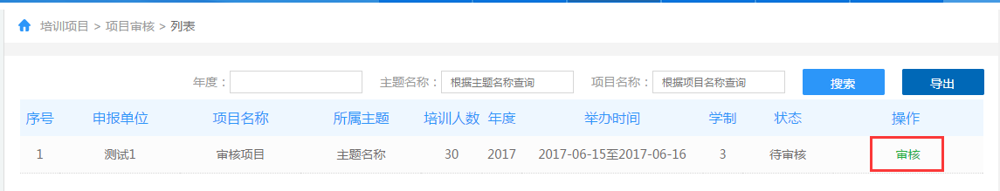 培训项目 > 项目审核 > 列表
年度： 主题名称： 根据主题名称查询 项目名称： 根据项目名称查询 搜索 导出
序号 申报单位 项目名称 所属主题 培训人数 年度 举办时间 学制 状态 操作
1 测试1 审核项目 主题名称 30 2017 2017-06-15至2017-06-16 3 待审核 审核